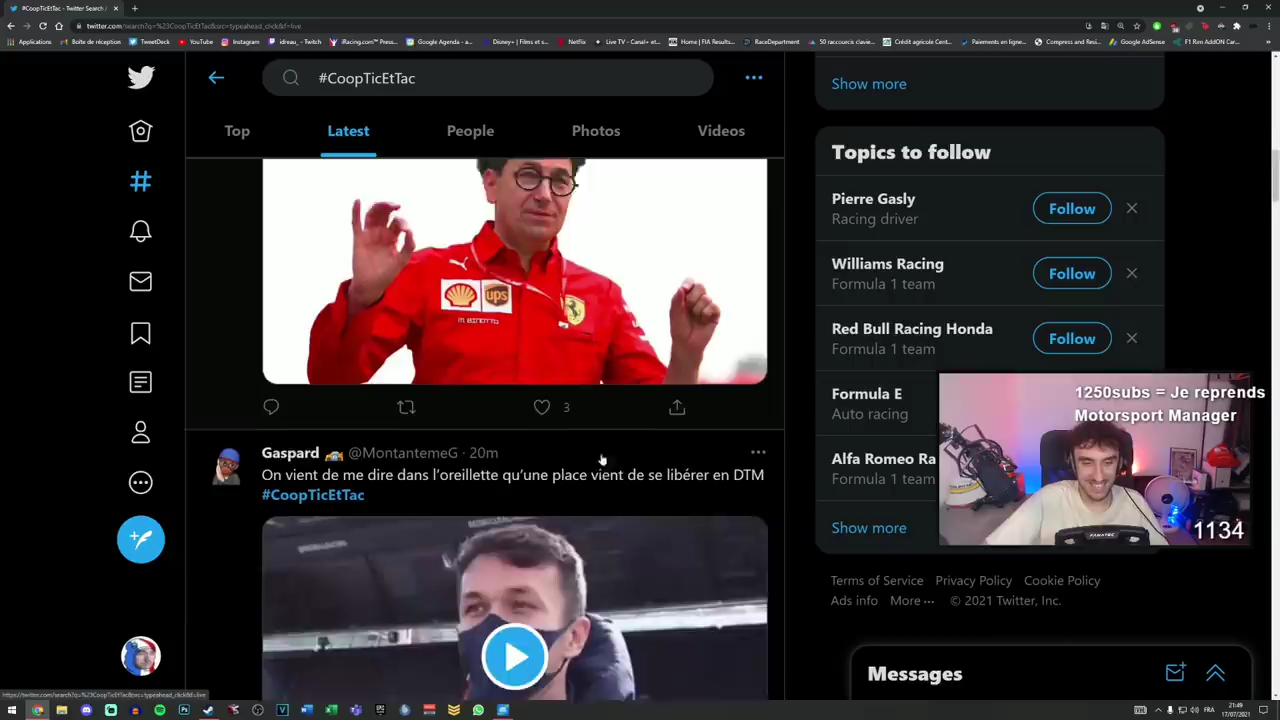 #CoopTicEtTac - Twitter Search /
twitter.com/search?q=%23CoopTicEtTac&src=typeahead_click&f=live
Applications
Boîte de réception
TweetDeck
YouTube
Instagram
idreau_ - Twitch
iRacing.com™ Press...
Google Agenda - a...
Disney+ | Films et s...
Netflix
Live TV - Canal+ et...
Home | FIA Results...
RaceDepartment
50 raccourcis clavie...
Crédit agricole Cent...
Paiements en ligne...
Compress and Resi...
Google AdSense
F1 Rem AddON Car...
#CoopTicEtTac
Top
Latest
People
Photos
Videos
UPS
M. BINOTTO
3
Gaspard @MontantemeG · 20m
On vient de me dire dans l'oreillette qu'une place vient de se libérer en DTM
#CoopTicEtTac
Show more
Topics to follow
Pierre Gasly
Racing driver
Follow
Williams Racing
Formula 1 team
Follow
Red Bull Racing Honda
Formula 1 team
Follow
Formula E
Auto racing
Alfa Romeo Ra
Formula 1 team
Show more
1250subs = Je reprends
Motorsport Manager
FANATEC
1134
Terms of Service Privacy Policy Cookie Policy
Ads info More ··· © 2021 Twitter, Inc.
Messages
https://twitter.com/search?q=%23CoopTicEtTac&src=typeahead_click&f=live
FRA
21:49
17/07/2021